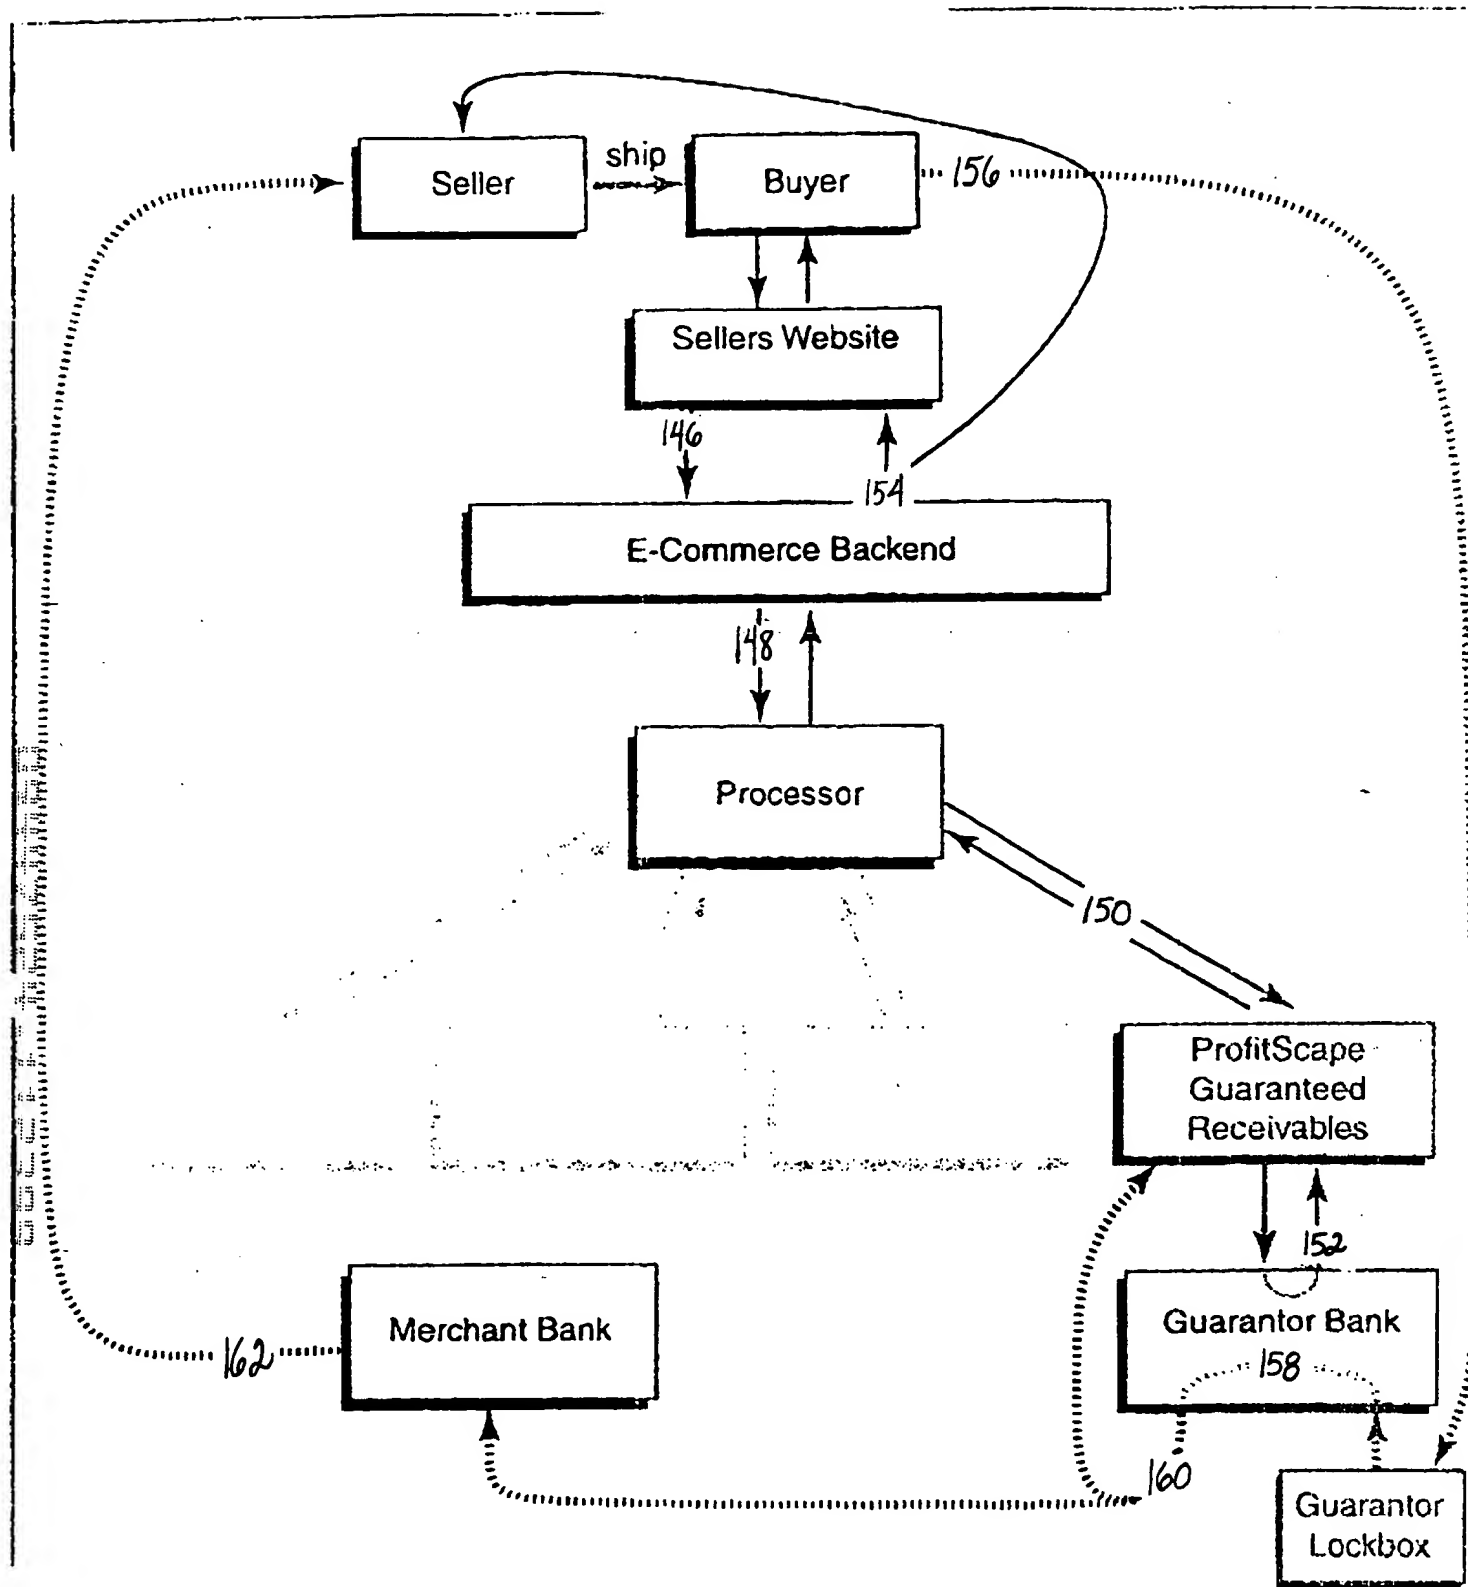 ship
Seller
Buyer
156
Sellers Website
146
154
E-Commerce Backend
148
Processor
150
ProfitScape
Guaranteed
Receivables
152
Merchant Bank
Guarantor Bank
162
158
160
Guarantor
Lockbox